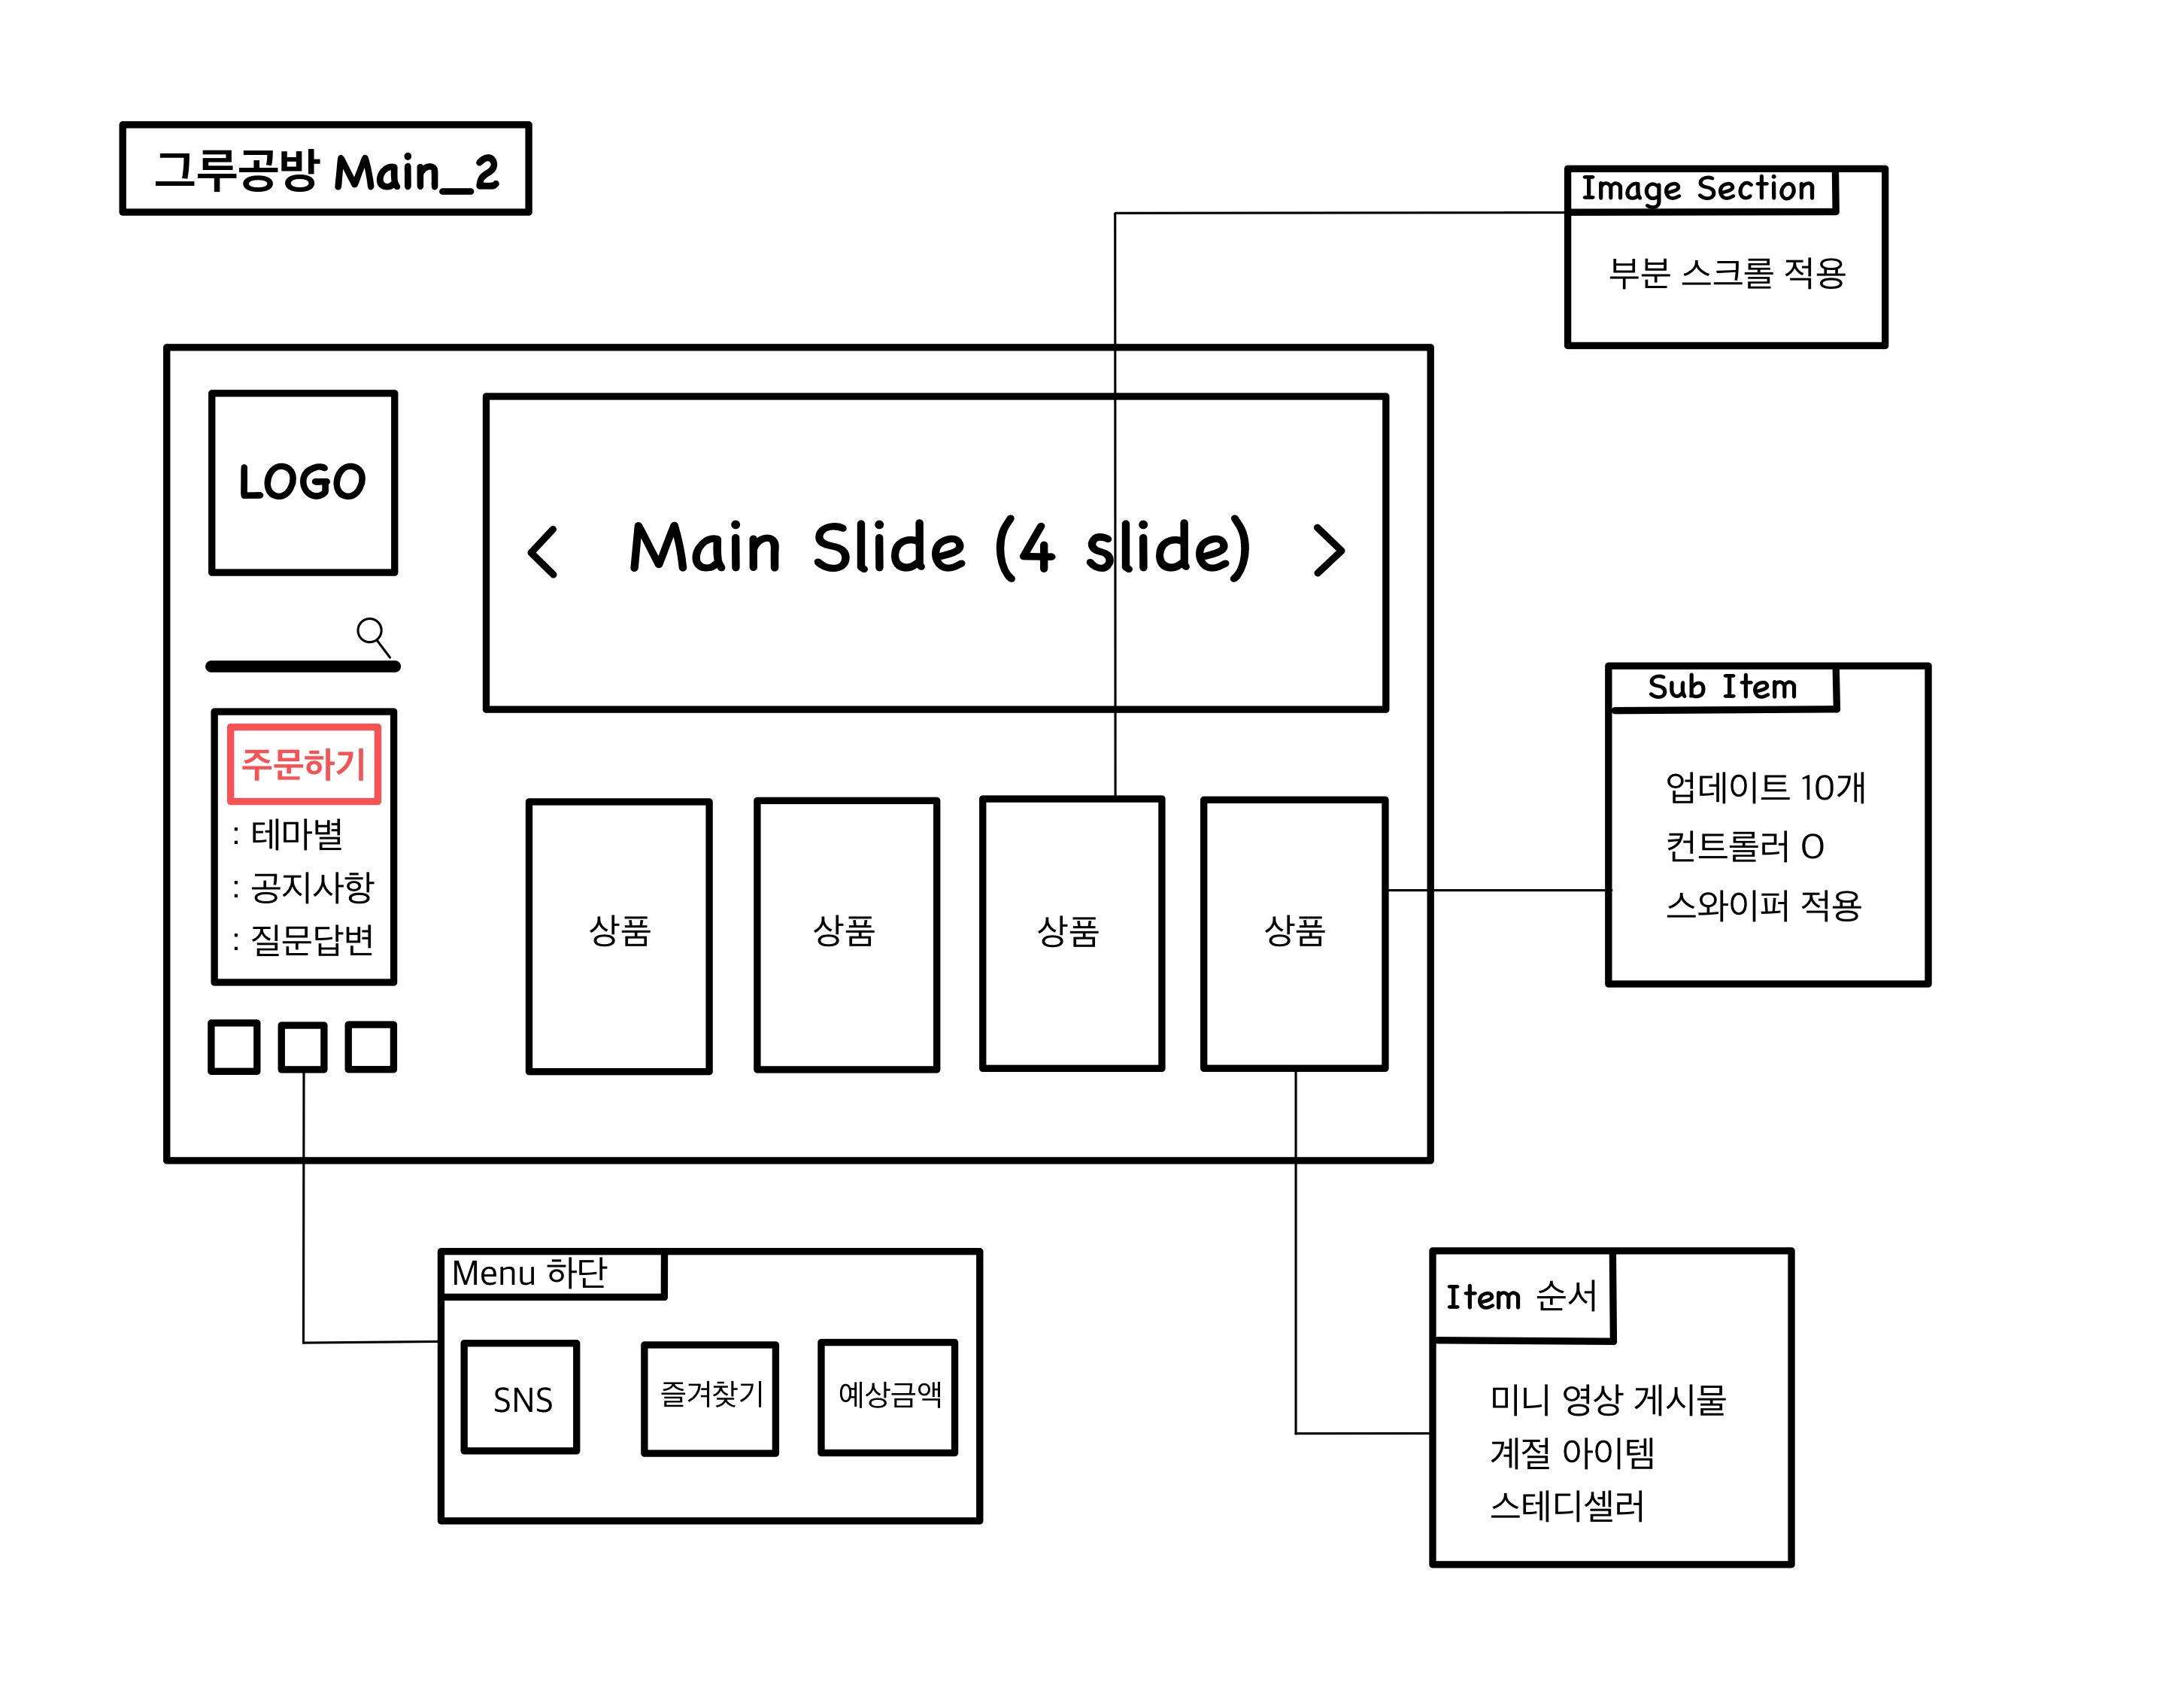 그루공방 Main_2
Image Section
부분 스크롤 적용
LOGO
< Main Slide (4 slide) >
주문하기
: 테마별
: 공지사항
: 질문답변
상품
상품
상품
상품
Sub Item
업데이트 10개
컨트롤러 O
스와이퍼 적용
Menu 하단
SNS
즐겨찾기
예상금액
Item 순서
미니 영상 게시물
계절 아이템
스테디셀러